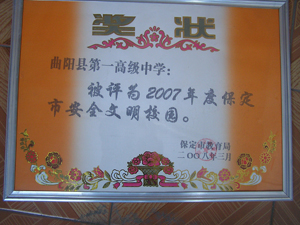 奖状
曲阳县第一高级中学:
被评为2007年度保定
市安全文明校园。
保定市教育局
二〇〇八年三月